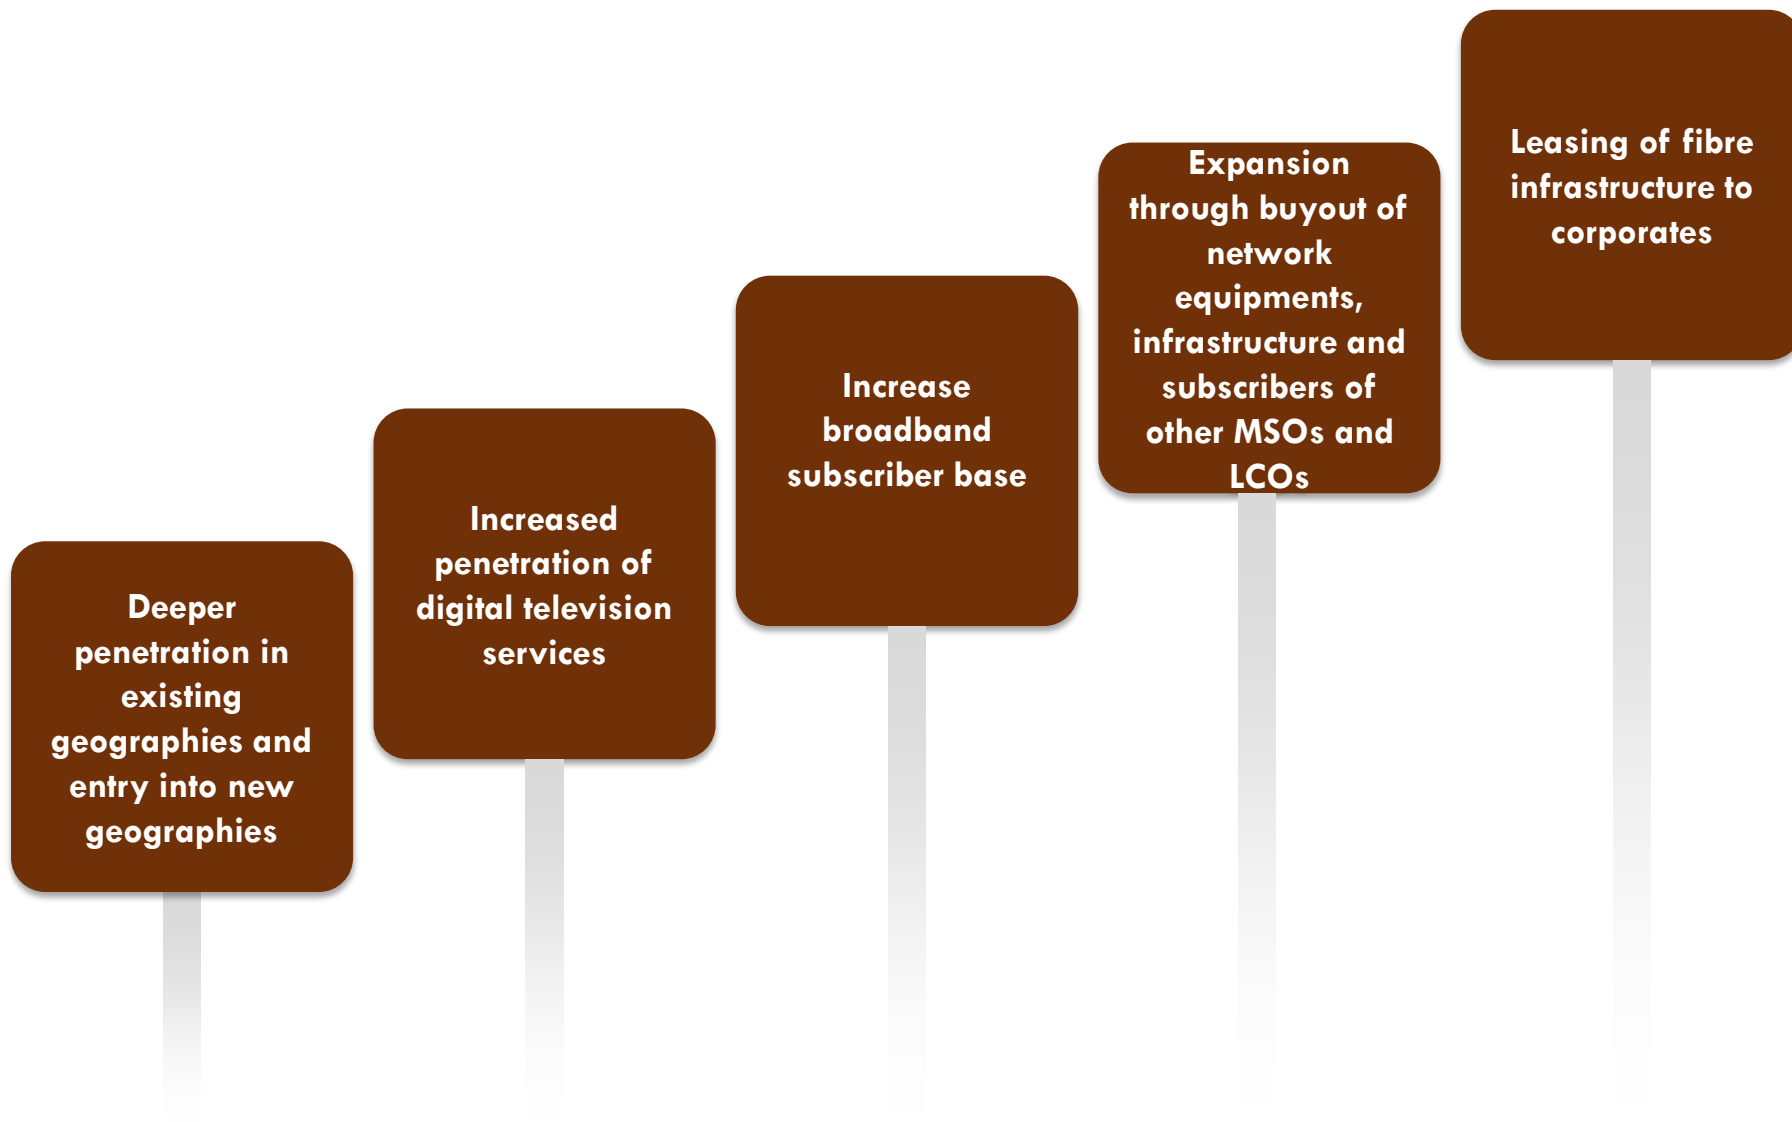 Deeper
penetration in
existing
geographies and
entry into new
geographies
Increased
penetration of
digital television
services
Increase
broadband
subscriber base
Expansion
through buyout of
network
equipments,
infrastructure and
subscribers of
other MSOs and
LCOs
Leasing of fibre
infrastructure to
corporates